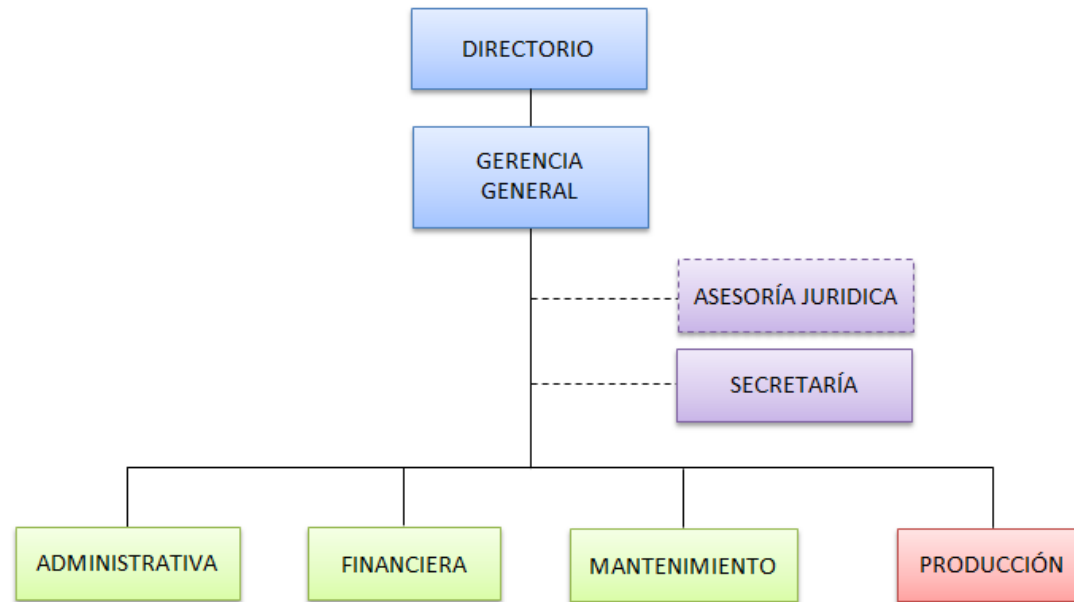 DIRECTORIO
GERENCIA
GENERAL
ASESORÍA JURIDICA
SECRETARÍA
ADMINISTRATIVA
FINANCIERA
MANTENIMIENTO
PRODUCCIÓN